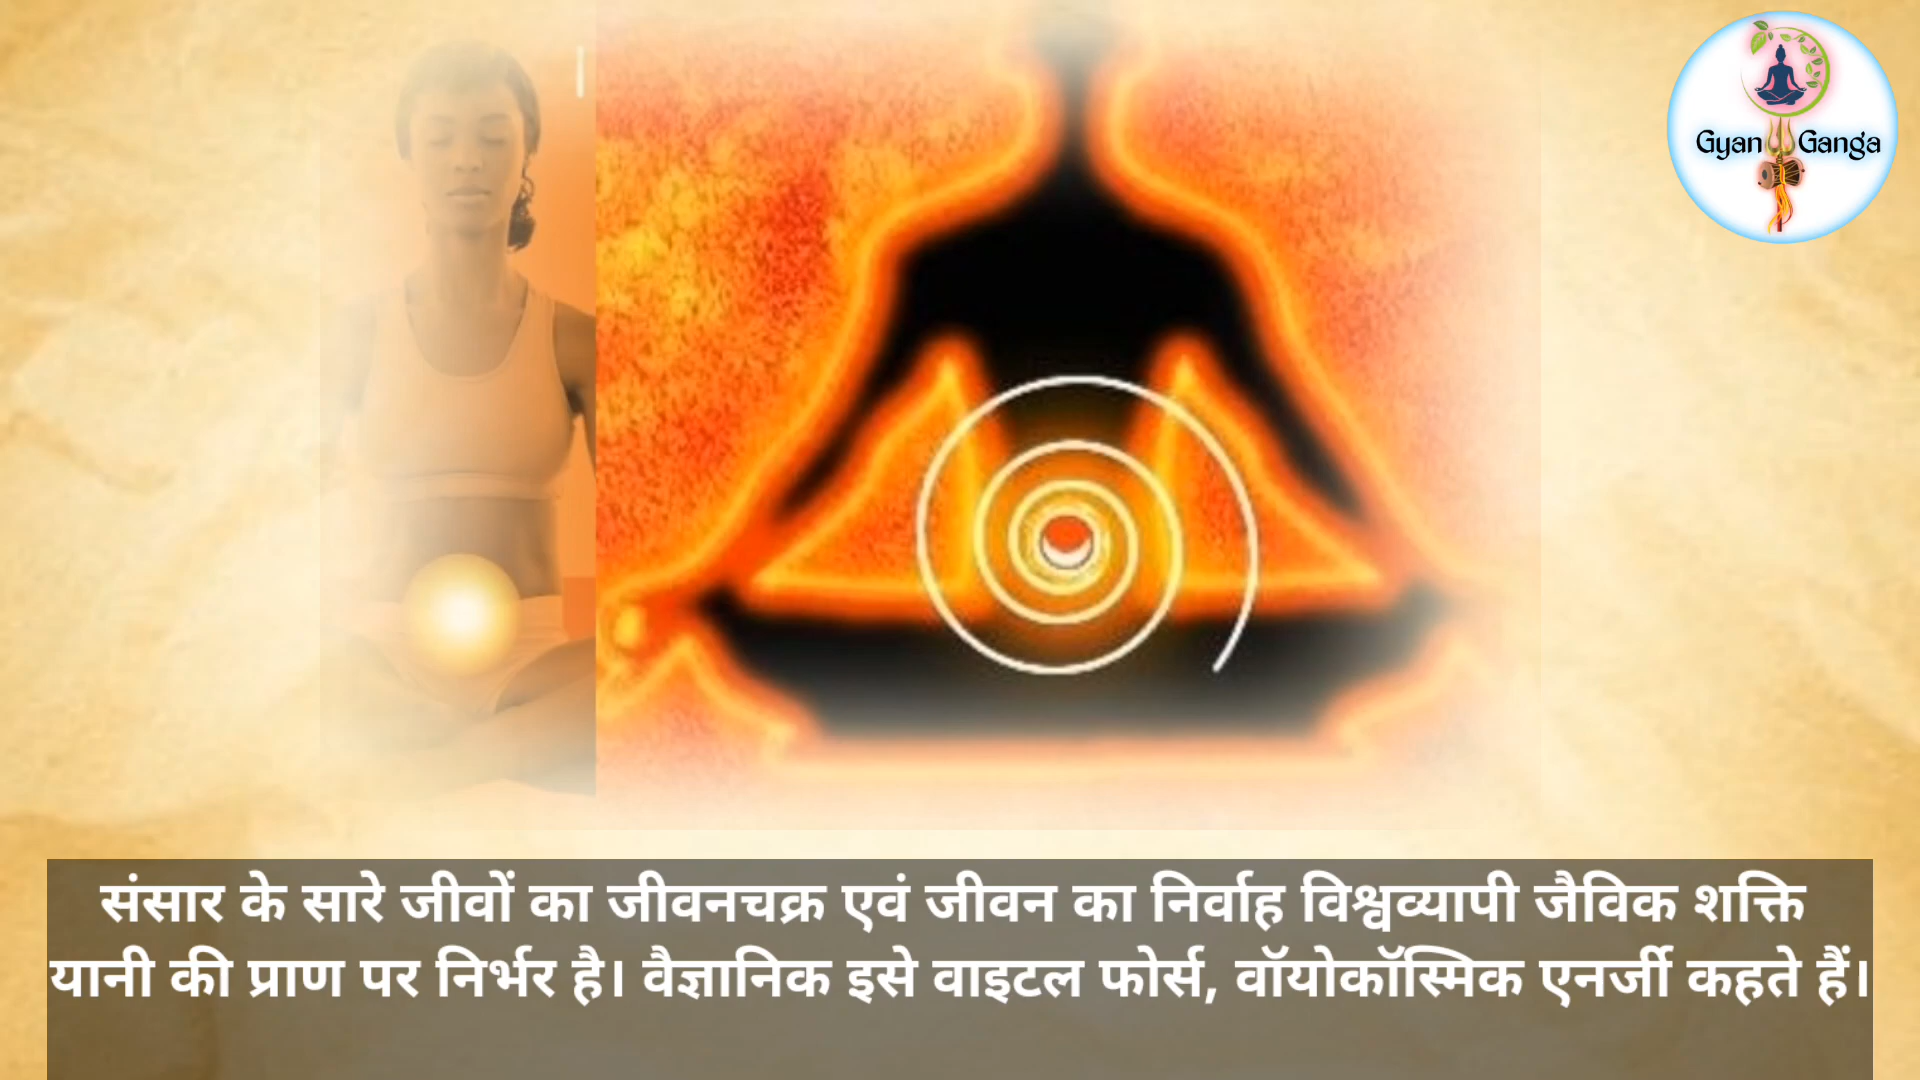 Gyan Ganga
संसार के सारे जीवों का जीवनचक्र एवं जीवन का निर्वाह विश्वव्यापी जैविक शक्ति
यानी की प्राण पर निर्भर है। वैज्ञानिक इसे वाइटल फोर्स, वॉयोकॉस्मिक एनर्जी कहते हैं।